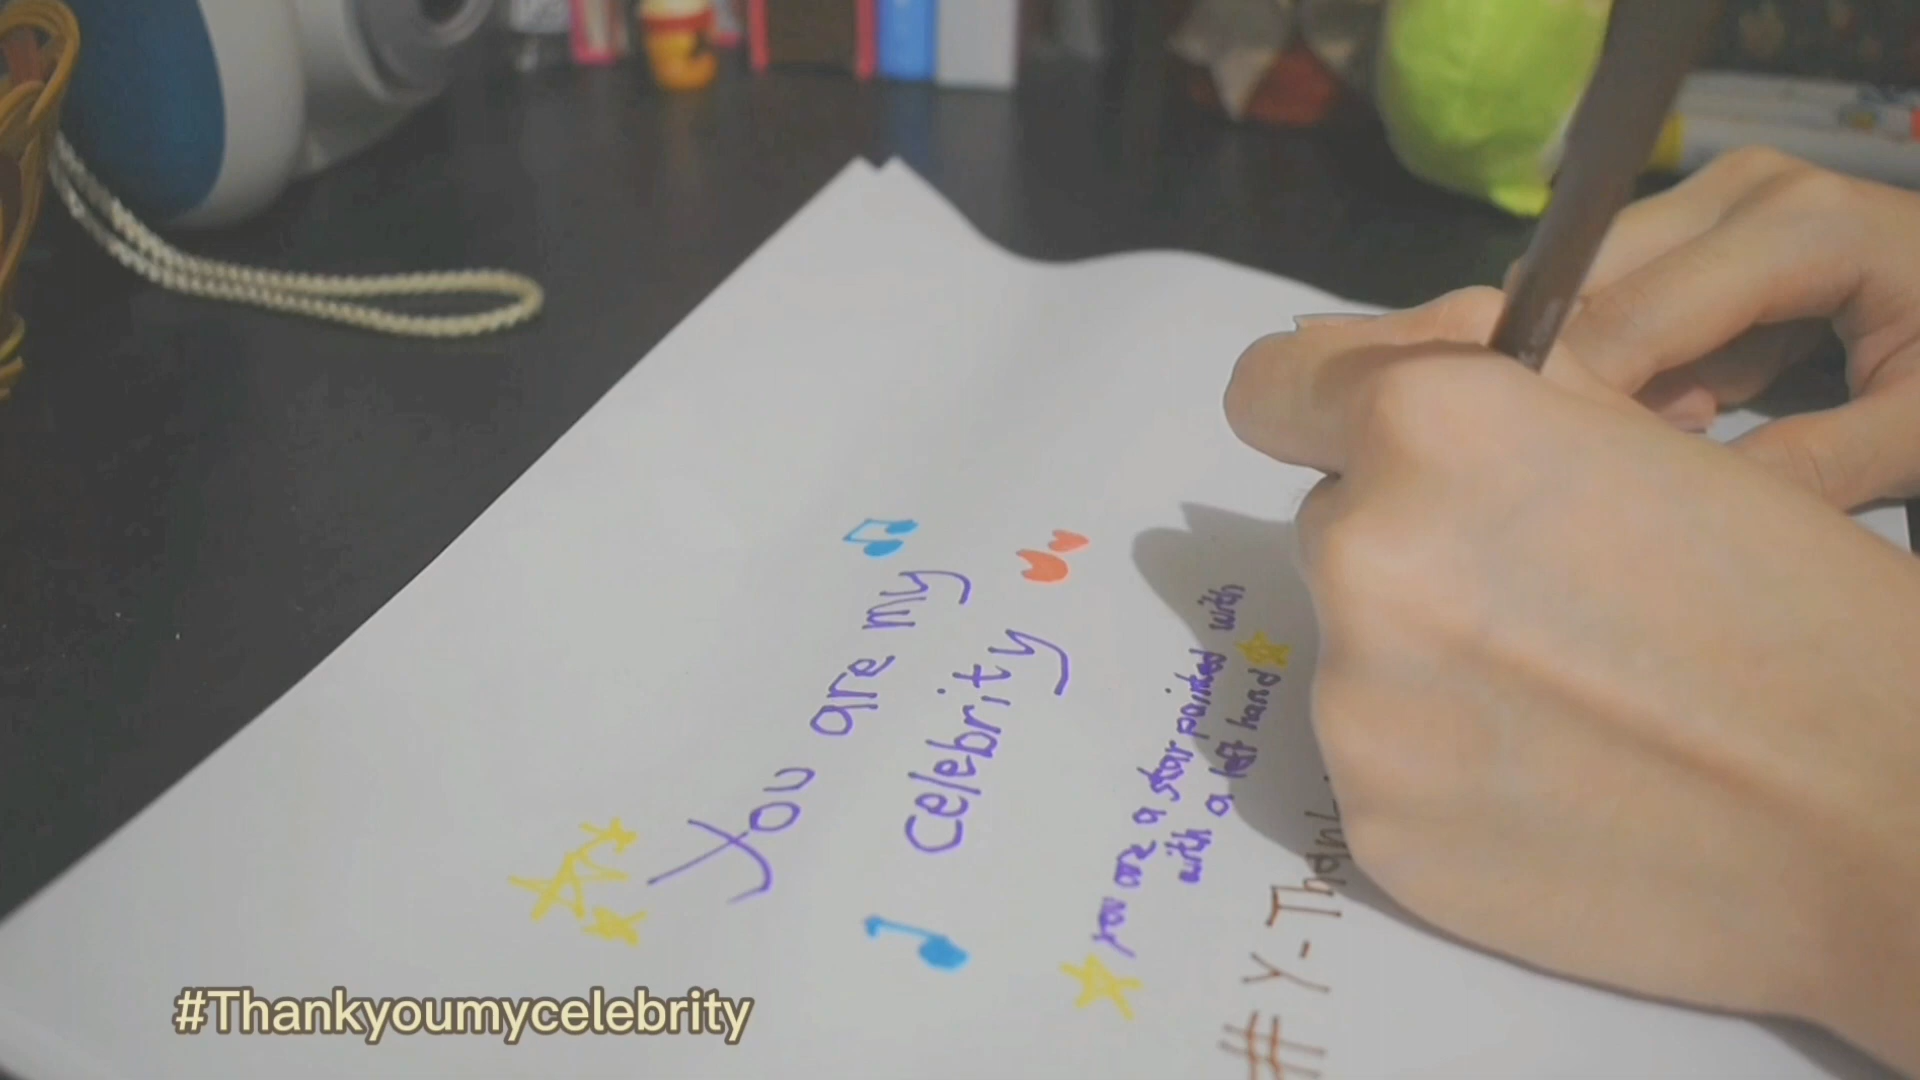 You are my
celebrity
you are a star painted with
with a left hand
# Y-Thank
#Thankyoumycelebrity